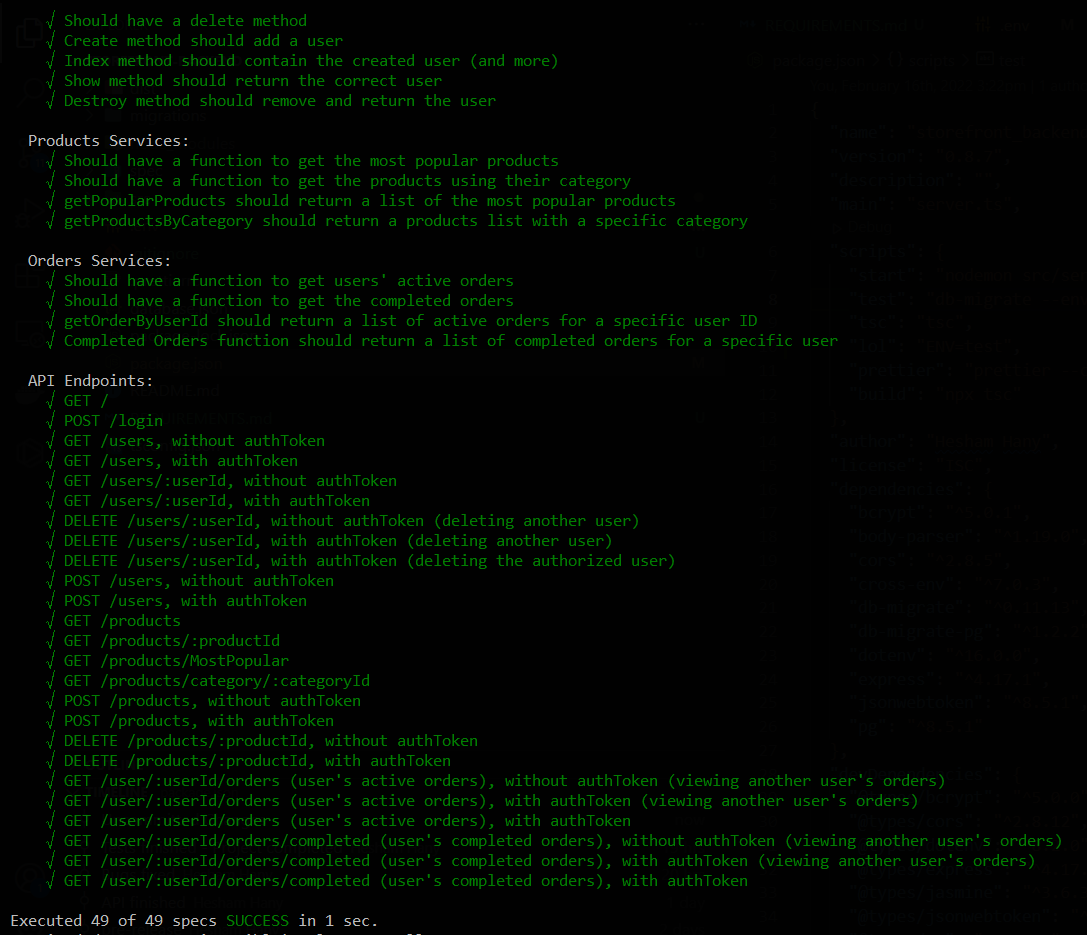 √ Should have a delete method
√ Create method should add a user
√ Index method should contain the created user (and more)
√ Show method should return the correct user
√ Destroy method should remove and return the user
Products Services:
√ Should have a function to get the most popular products
√ Should have a function to get the products using their category
√ getPopularProducts should return a list of the most popular products
√ getProductsByCategory should return a products list with a specific category
Orders Services:
√ Should have a function to get users' active orders
√ Should have a function to get the completed orders
√ getOrderByUserId should return a list of active orders for a specific user ID
√ Completed Orders function should return a list of completed orders for a specific user
API Endpoints:
√ GET /
√ POST /login
√ GET /users, without authToken
√ GET /users, with authToken
√ GET /users/:userId, without authToken
√ GET /users/:userId, with authToken
√ DELETE /users/:userId, without authToken (deleting another user)
√ DELETE /users/:userId, with authToken (deleting another user)
√ DELETE /users/:userId, with authToken (deleting the authorized user)
√ POST /users, without authToken
√ POST /users, with authToken
√ GET /products
√ GET /products/:productId
√ GET /products/MostPopular
√ GET /products/category/:categoryId
√ POST /products, without authToken
√ POST /products, with authToken
√ DELETE /products/:productId, without authToken
√ DELETE /products/:productId, with authToken
√ GET /user/:userId/orders (user's active orders), without authToken (viewing another user's orders)
√ GET /user/:userId/orders (user's active orders), with authToken (viewing another user's orders)
√ GET /user/:userId/orders (user's active orders), with authToken
√ GET /user/:userId/orders/completed (user's completed orders), without authToken (viewing another user's orders)
√ GET /user/:userId/orders/completed (user's completed orders), with authToken (viewing another user's orders)
√ GET /user/:userId/orders/completed (user's completed orders), with authToken
Executed 49 of 49 specs SUCCESS in 1 sec.